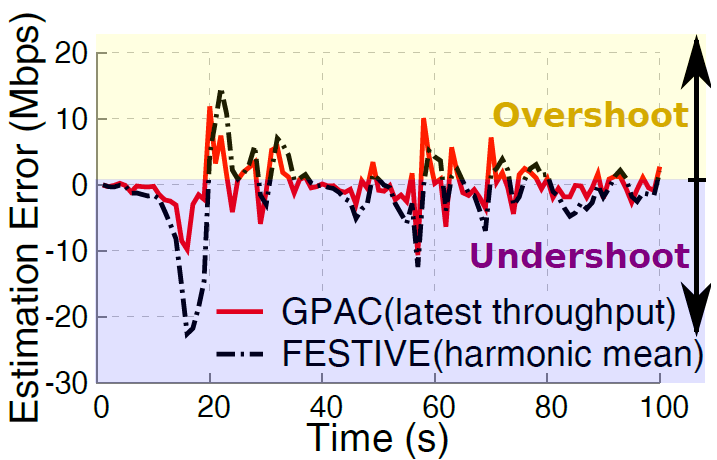 Estimation Error (Mbps)
20
10
0
-10
-20
-30
Overshoot
Undershoot
GPAC(latest throughput)
FESTIVE(harmonic mean)
0 20 40 60 80 100
Time (s)